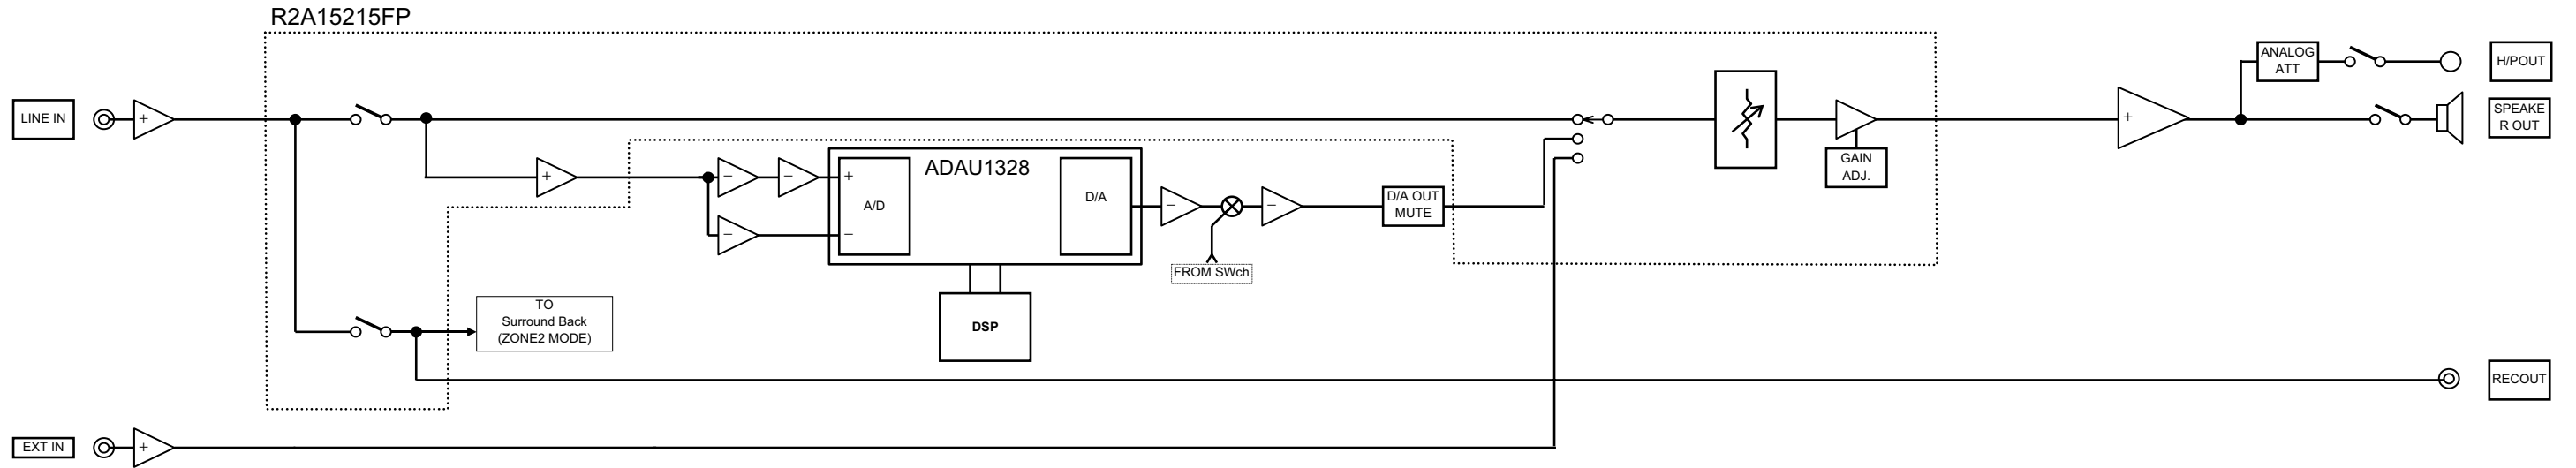 R2A15215FP
ANALOG
ATT
H/POUT
LINE IN
+
+
SPEAKE
R OUT
ADAU1328
GAIN
ADJ.
+
−
−
+
A/D
D/A
−
−
D/A OUT
MUTE
−
−
FROM SWch
TO
Surround Back
(ZONE2 MODE)
DSP
RECOUT
EXT IN
+